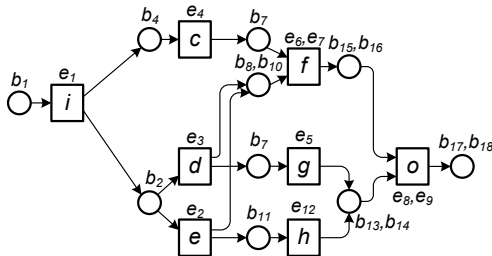 b4
e4
c
b7
e6, e7
f
b15, b16
b8, b10
b1
e1
i
e3
d
b7
e5
g
b2
e2
e
b11
e12
h
b13, b14
o
e8, e9
b17, b18